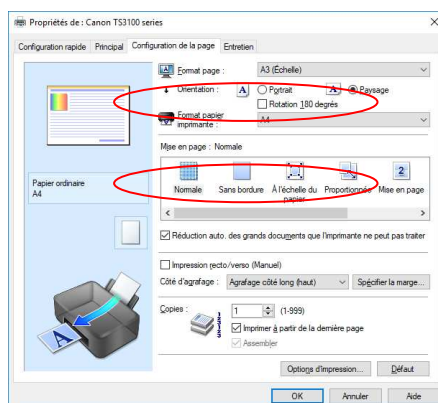 Propriétés de : Canon TS3100 series
Configuration rapide Principal Configuration de la page Entretien
Format page : A3 (Échelle)
Orientation : A Portrait A Paysage
Rotation 180 degrés
Format papier imprimante : A4
Mise en page : Normale
Normale Sans bordure À l'échelle du papier Proportionnés Mise en page
2
Papier ordinaire
A4
Réduction auto. des grands documents que l'imprimante ne peut pas traiter
Impression recto/verso (Manuel)
Côté d'agrafage : Agrafage côté long (haut) Spécifier la marge...
Copies : 1 (1-999)
Imprimer à partir de la dernière page
Assembler
Options d'impression... Défaut
OK Annuler Aide